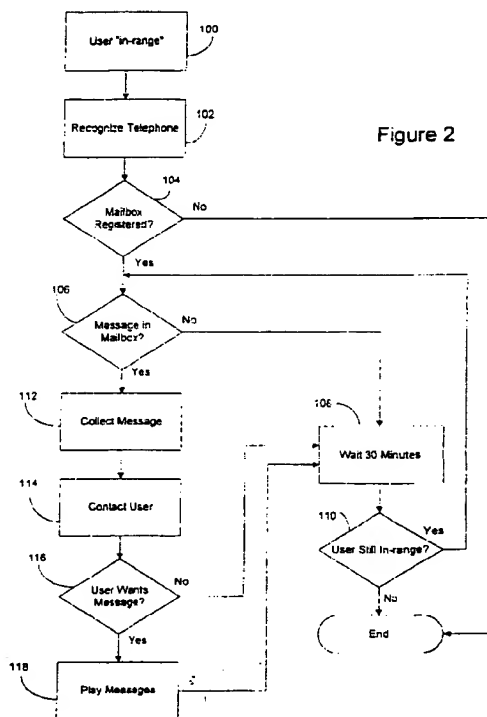 100
User "in-range"
102
Recognize Telephone
Figure 2
104
Mailbox
Registered?
No
Yes
106
Message in
Mailbox?
No
Yes
112
Collect Message
108
Wait 30 Minutes
114
Contact User
110
User Still In-range?
Yes
No
116
User Wants
Message?
No
Yes
End
118
Play Messages